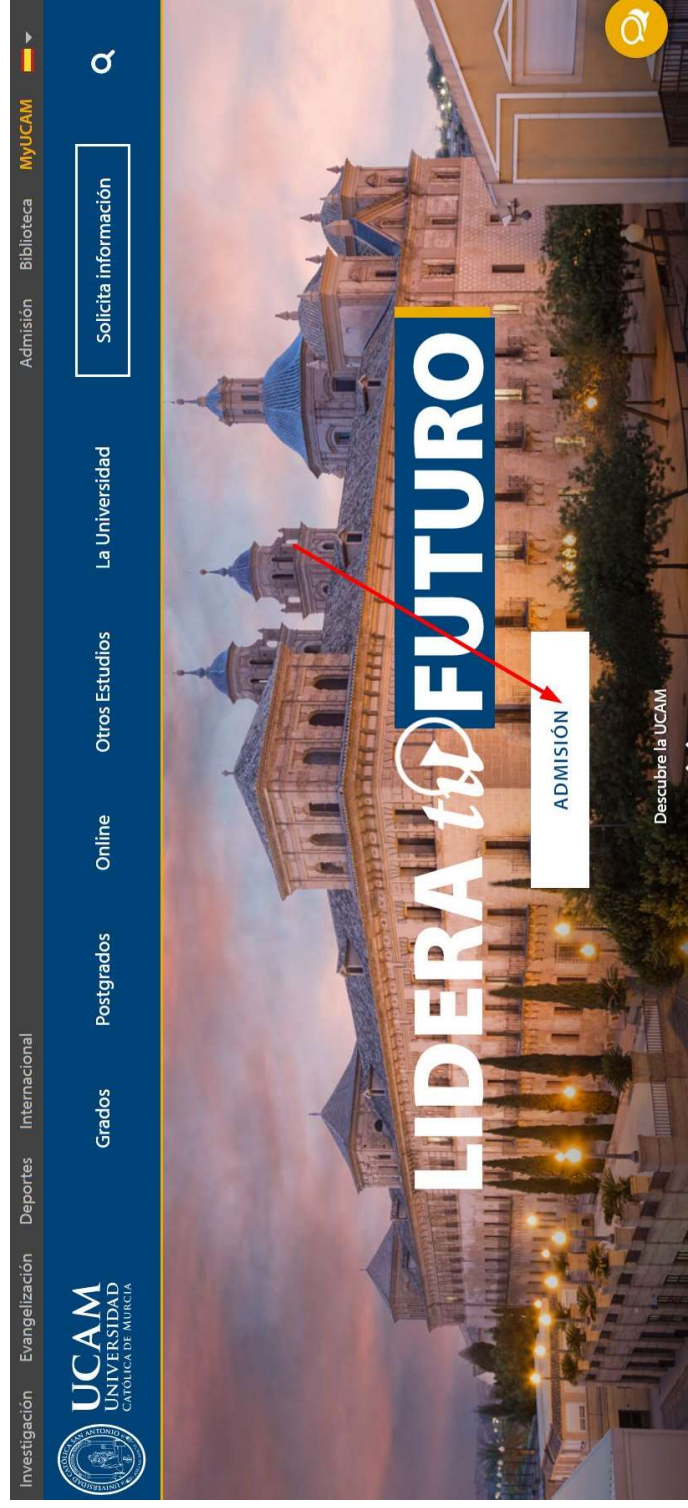 Investigación Evangelización Deportes Internacional Admisión Biblioteca MyUCAM
UCAM
UNIVERSIDAD
CATÓLICA DE MURCIA
Grados Postgrados Online Otros Estudios La Universidad Solicita información
LIDERA tu FUTURO
ADMISIÓN
Descubre la UCAM